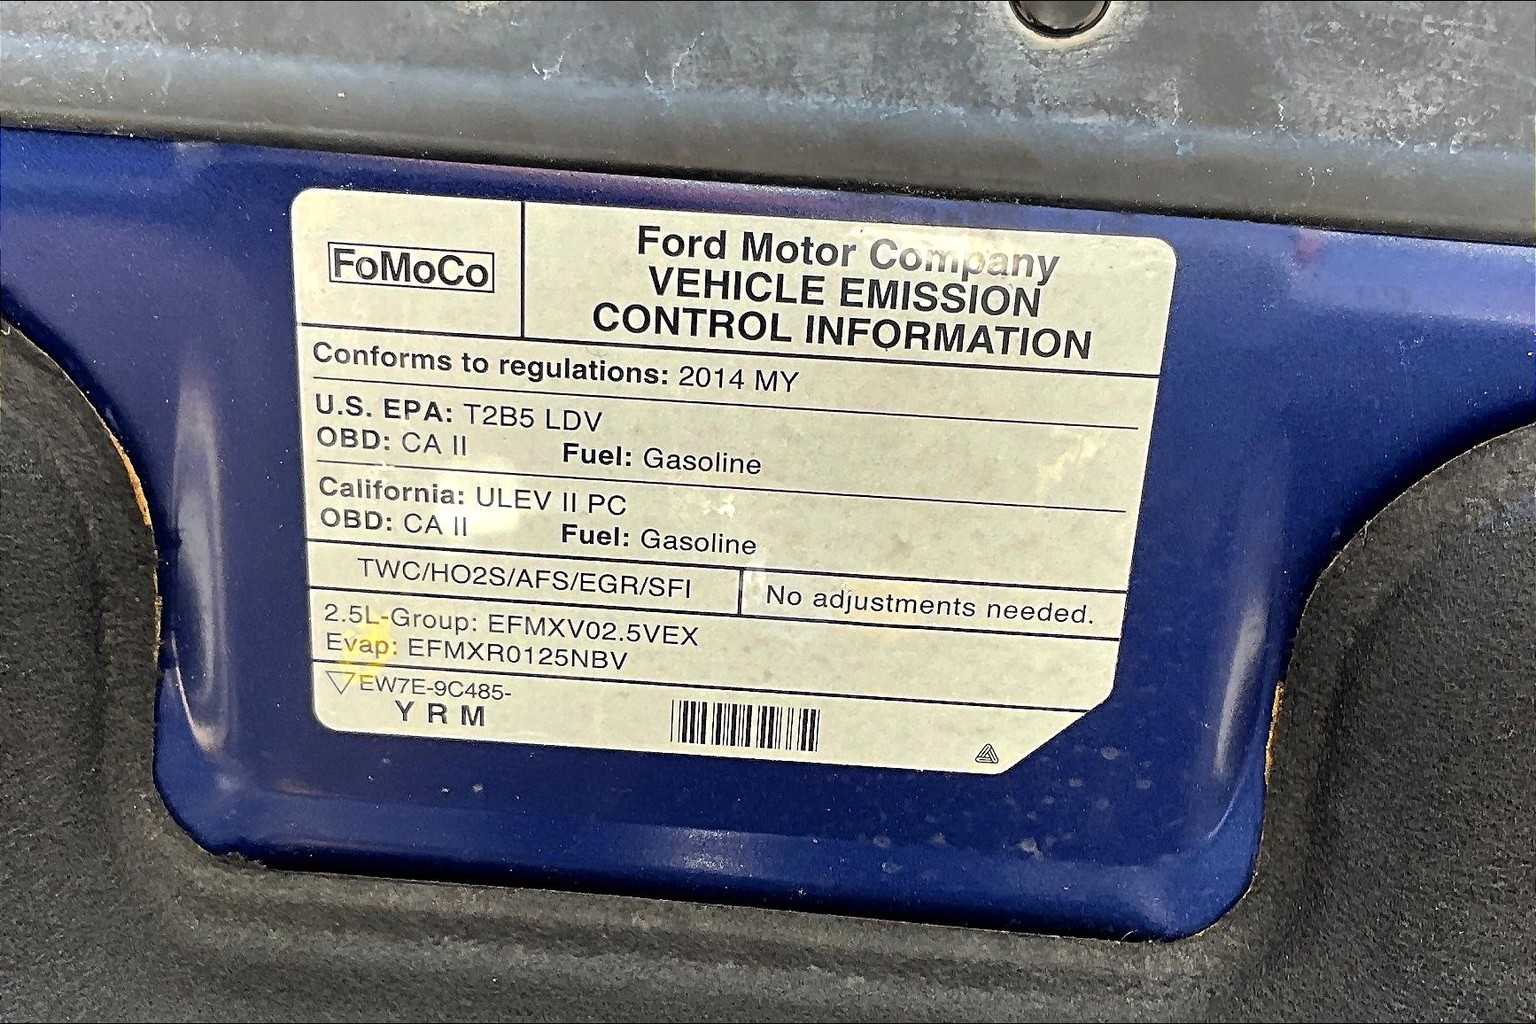 FoMoCo
Ford Motor Company
VEHICLE EMISSION
CONTROL INFORMATION
Conforms to regulations: 2014 MY
U.S. EPA: T2B5 LDV
OBD: CA II Fuel: Gasoline
California: ULEV II PC
OBD: CA II Fuel: Gasoline
TWC/HO2S/AFS/EGR/SFI No adjustments needed.
2.5L-Group: EFMXV02.5VEX
Evap: EFMXR0125NBV
EW7E-9C485-
Y R M